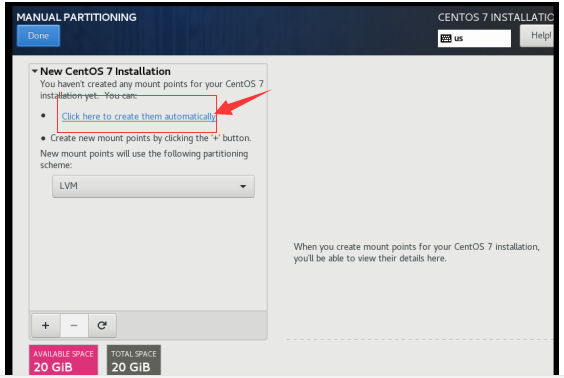 MANUAL PARTITIONING
CENTOS 7 INSTALLATIO
Done
us
Help!
New CentOS 7 Installation
You haven't created any mount points for your CentOS 7
installation yet. You can:
Click here to create them automatically.
Create new mount points by clicking the '+' button.
New mount points will use the following partitioning
scheme:
LVM
When you create mount points for your CentOS 7 installation,
you'll be able to view their details here.
+ −
AVAILABLE SPACE
20 GiB
TOTAL SPACE
20 GiB